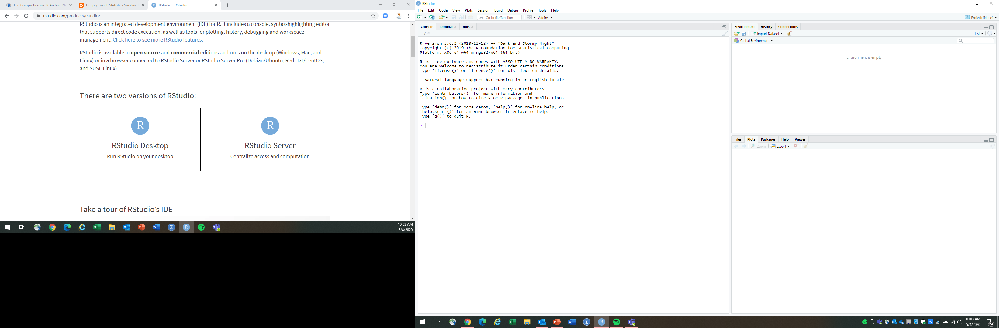 The Comprehensive R Archive N
Deeply Trivial: Statistics Sunday:
RStudio - RStudio
rstudio.com/products/rstudio/
RStudio is an integrated development environment (IDE) for R. It includes a console, syntax-highlighting editor
that supports direct code execution, as well as tools for plotting, history, debugging and workspace
management. Click here to see more RStudio features.
RStudio is available in open source and commercial editions and runs on the desktop (Windows, Mac, and
Linux) or in a browser connected to RStudio Server or RStudio Server Pro (Debian/Ubuntu, Red Hat/CentOS,
and SUSE Linux).
There are two versions of RStudio:
R
RStudio Desktop
Run RStudio on your desktop
R
RStudio Server
Centralize access and computation
Take a tour of RStudio’s IDE
10:03 AM
5/4/2020
RStudio
File Edit Code View Plots Session Build Debug Profile Tools Help
Go to file/function Addins
Project: (None)
Console Terminal Jobs
~/
R version 3.6.2 (2019-12-12) -- "Dark and Stormy Night"
Copyright (C) 2019 The R Foundation for Statistical Computing
Platform: x86_64-w64-mingw32/x64 (64-bit)
R is free software and comes with ABSOLUTELY NO WARRANTY.
You are welcome to redistribute it under certain conditions.
Type 'license()' or 'licence()' for distribution details.
Natural language support but running in an English locale
R is a collaborative project with many contributors.
Type 'contributors()' for more information and
'citation()' on how to cite R or R packages in publications.
Type 'demo()' for some demos, 'help()' for on-line help, or
'help.start()' for an HTML browser interface to help.
Type 'q()' to quit R.
>
Environment History Connections
Import Dataset List
Global Environment
Environment is empty
Files Plots Packages Help Viewer
Zoom Export
10:03 AM
5/4/2020
24